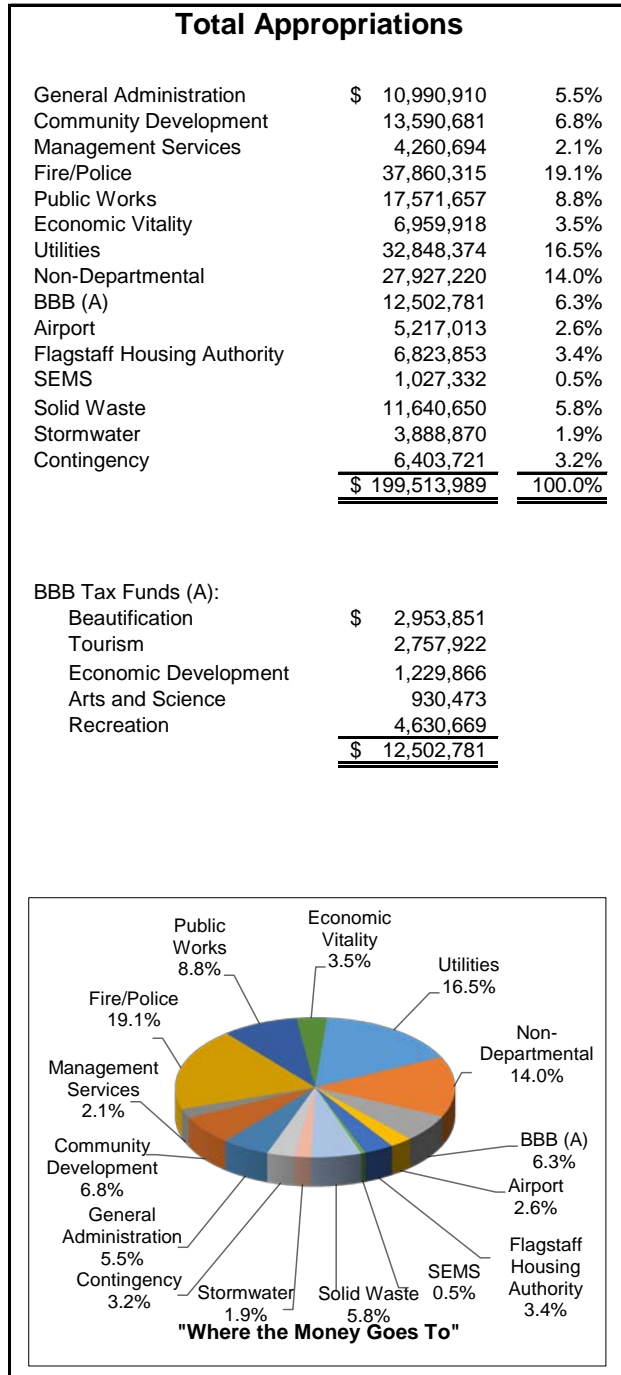 Total Appropriations
General Administration $ 10,990,910 5.5%
Community Development 13,590,681 6.8%
Management Services 4,260,694 2.1%
Fire/Police 37,860,315 19.1%
Public Works 17,571,657 8.8%
Economic Vitality 6,959,918 3.5%
Utilities 32,848,374 16.5%
Non-Departmental 27,927,220 14.0%
BBB (A) 12,502,781 6.3%
Airport 5,217,013 2.6%
Flagstaff Housing Authority 6,823,853 3.4%
SEMS 1,027,332 0.5%
Solid Waste 11,640,650 5.8%
Stormwater 3,888,870 1.9%
Contingency 6,403,721 3.2%
$ 199,513,989 100.0%
BBB Tax Funds (A):
Beautification $ 2,953,851
Tourism 2,757,922
Economic Development 1,229,866
Arts and Science 930,473
Recreation 4,630,669
$ 12,502,781
Economic
Vitality
3.5%
Public
Works
8.8%
Utilities
16.5%
Fire/Police
19.1%
Non-
Departmental
14.0%
Management
Services
2.1%
BBB (A)
6.3%
Community
Development
6.8%
Airport
2.6%
General
Administration
5.5%
Flagstaff
Housing
Authority
3.4%
Contingency
3.2%
SEMS
0.5%
Stormwater
1.9%
Solid Waste
5.8%
"Where the Money Goes To"